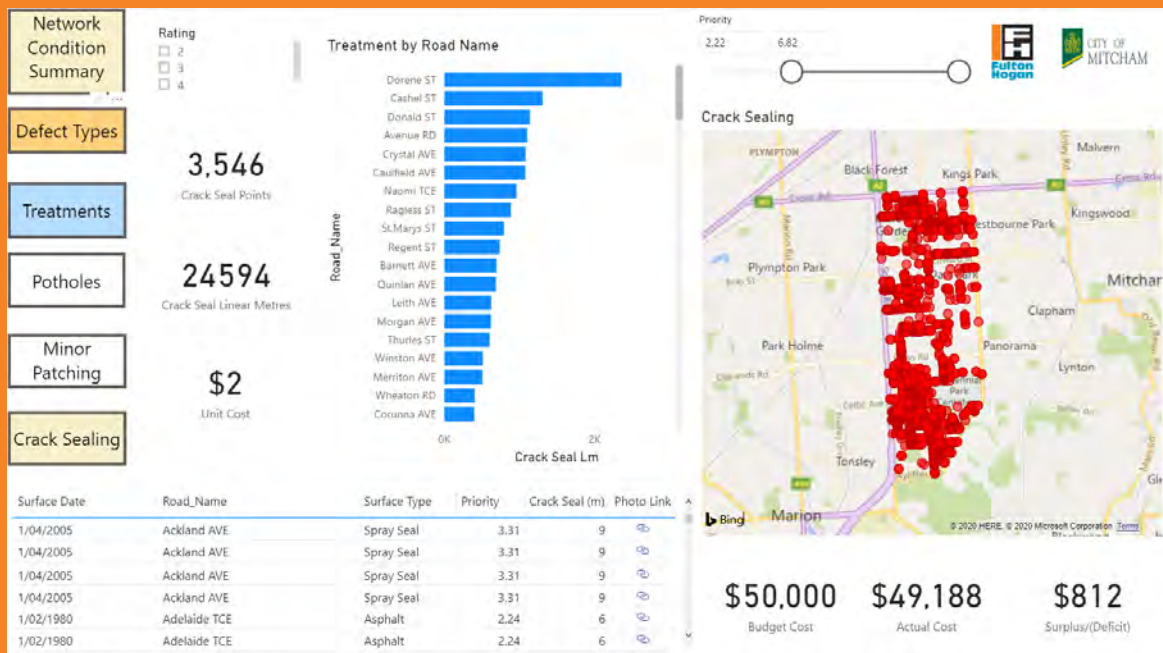 Network
Condition
Summary
Defect Types
Treatments
Potholes
Minor
Patching
Crack Sealing
Rating
2
3
4
3,546
Crack Seal Points
24594
Crack Seal Linear Metres
$2
Unit Cost
Treatment by Road Name
Road_Name
Dorene ST
Cashel ST
Donald ST
Avenue RD
Crystal AVE
Caulfield AVE
Naomi TCE
Ragless ST
St.Marys ST
Regent ST
Barnett AVE
Quinlan AVE
Leith AVE
Morgan AVE
Thurles ST
Winston AVE
Merriton AVE
Wheaton RD
Corunna AVE
0K 2K
Crack Seal Lm
Priority
2.22 6.82
Fulton
Hogan
CITY OF
MITCHAM
Crack Sealing
PLYMPTON
Malvern
Black Forest
Kings Park
Cross Rd
Cross Rd
Kingswood
Plympton Park
Marion Rd
Mitchar
Clapham
Park Holme
Panorama
Lynton
Park
Celtic Ave
Tonsley
Marion
Bing
© 2020 HERE, © 2020 Microsoft Corporation Terms
Surface Date Road_Name Surface Type Priority Crack Seal (m) Photo Link
1/04/2005 Ackland AVE Spray Seal 3.31 9
1/04/2005 Ackland AVE Spray Seal 3.31 9
1/04/2005 Ackland AVE Spray Seal 3.31 9
1/04/2005 Ackland AVE Spray Seal 3.31 9
1/02/1980 Adelaide TCE Asphalt 2.24 6
1/02/1980 Adelaide TCE Asphalt 2.24 6
$50,000
Budget Cost
$49,188
Actual Cost
$812
Surplus/(Deficit)